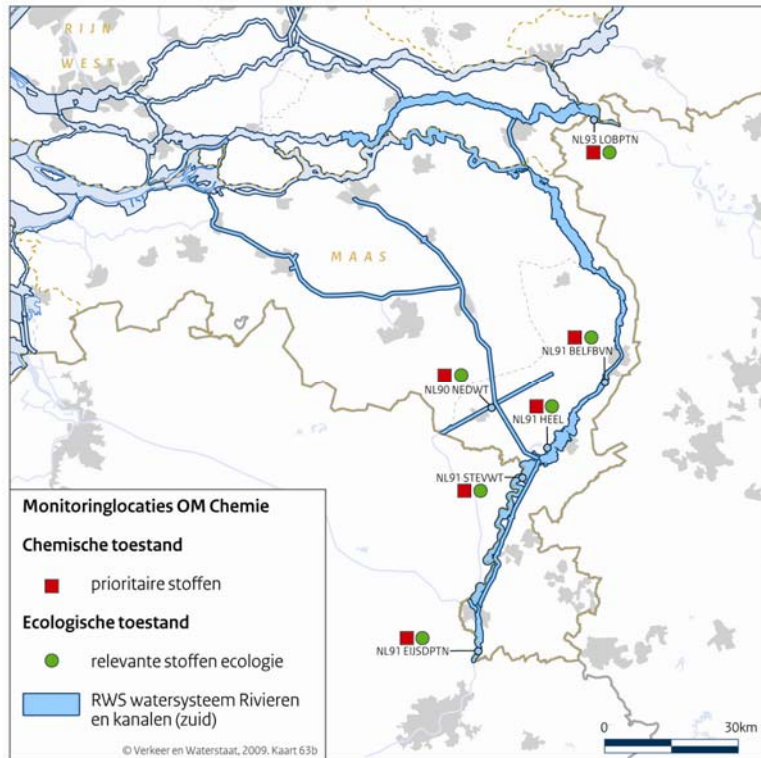 RIJN
WEST
NL93 LOBPTN
MAAS
NL91 BELFBVN
NL90 NEDWT
NL91 HEEL
NL91 STEVWT
NL91 EIJSDPTN
Monitoringlocaties OM Chemie
Chemische toestand
prioritaire stoffen
Ecologische toestand
relevante stoffen ecologie
RWS watersysteem Rivieren
en kanalen (zuid)
© Verkeer en Waterstaat, 2009. Kaart 63b
0 30km